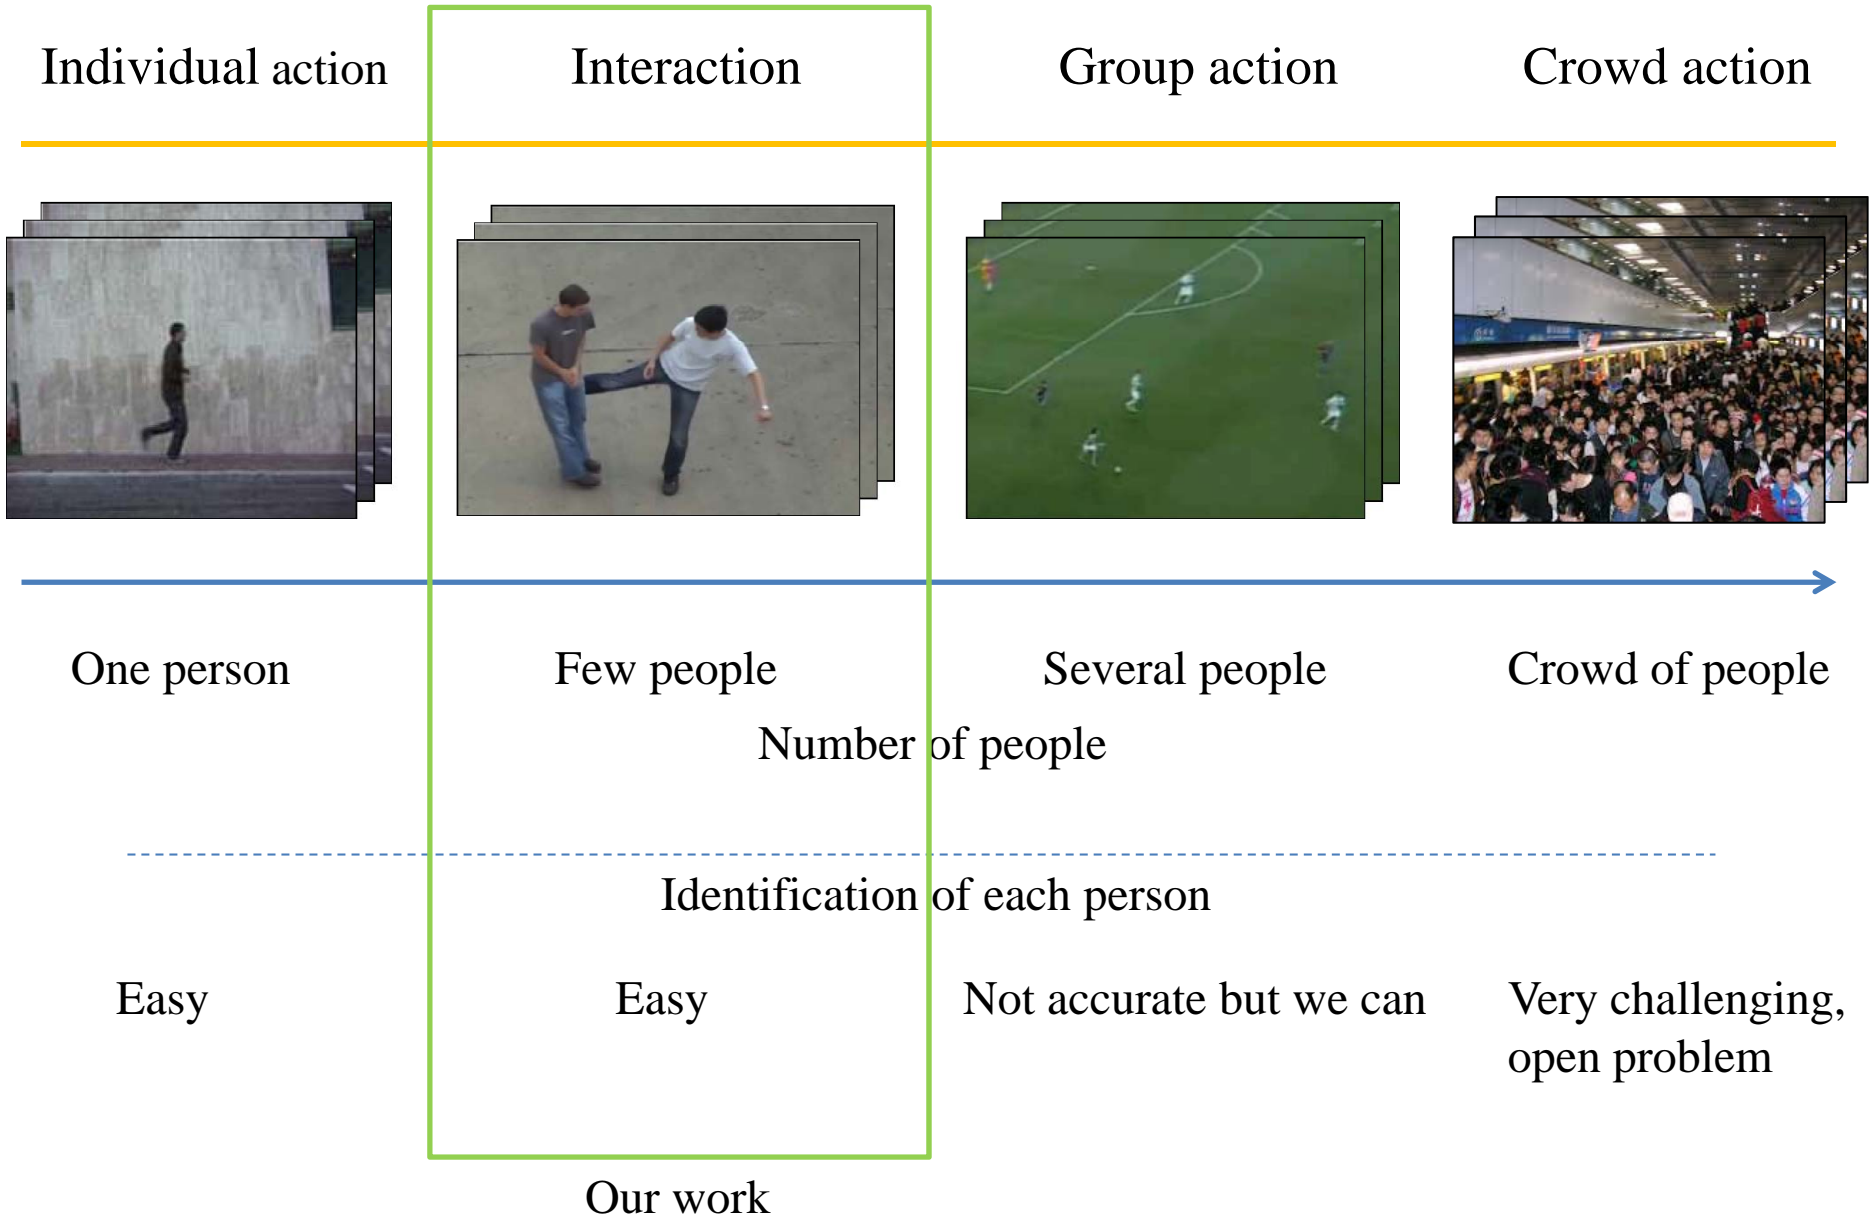 Individual action
Interaction
Group action
Crowd action
One person
Few people
Several people
Crowd of people
Number of people
Identification of each person
Easy
Easy
Not accurate but we can
Very challenging,
open problem
Our work